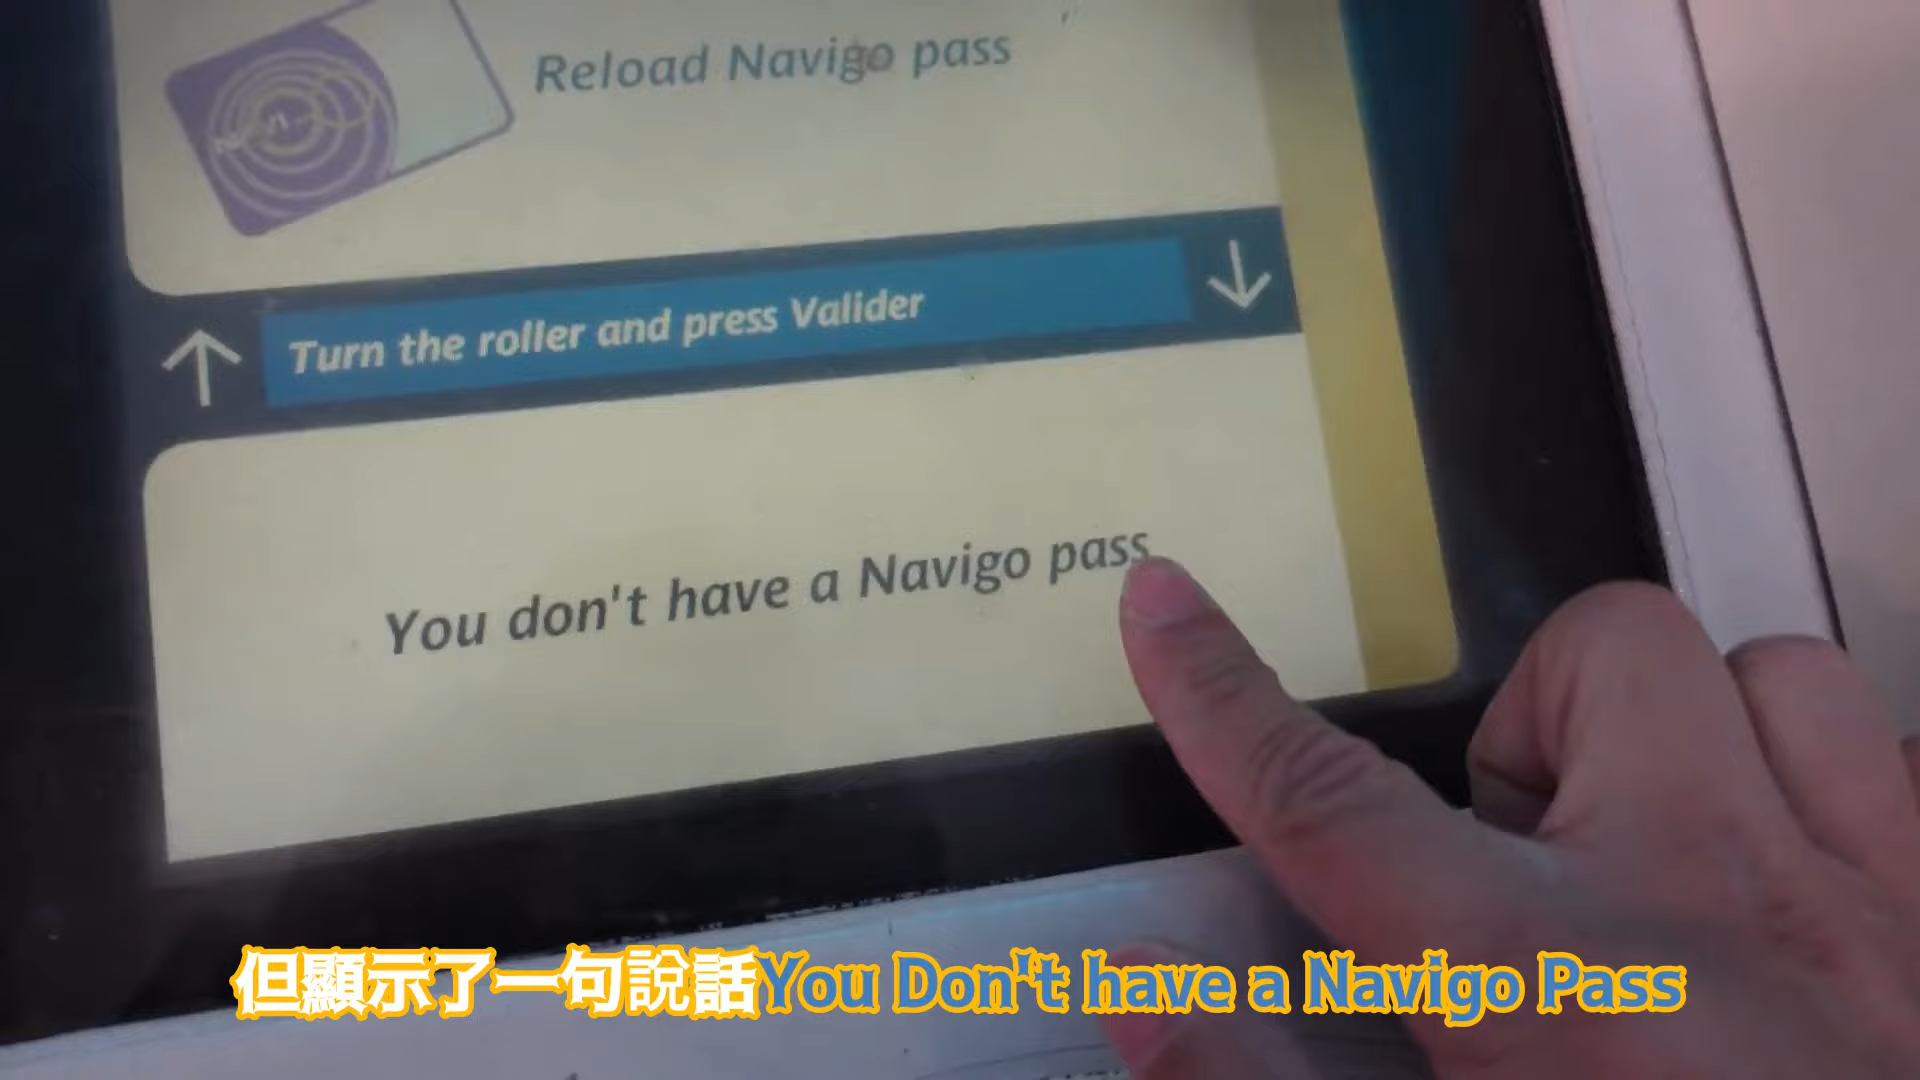 Reload Navigo pass
Turn the roller and press Valider
You don't have a Navigo pass
但顯示了一句說話You Don't have a Navigo Pass